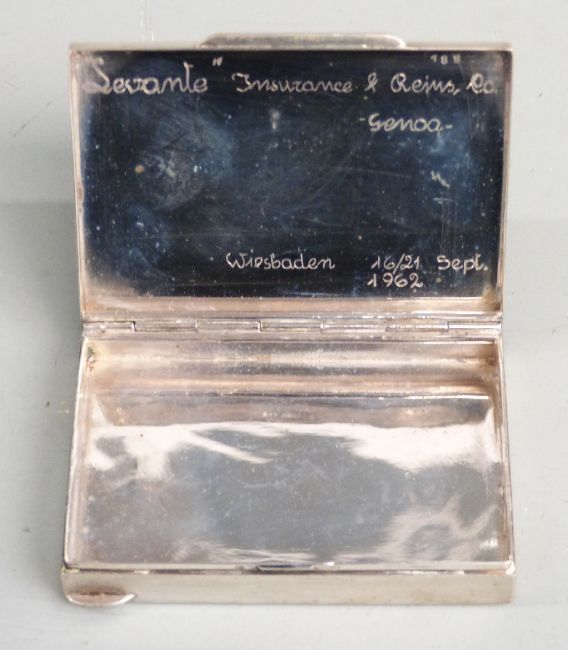 "Levante" Insurance & Reins, Co.
-Genoa-
Wiesbaden 16/21 Sept.
1962